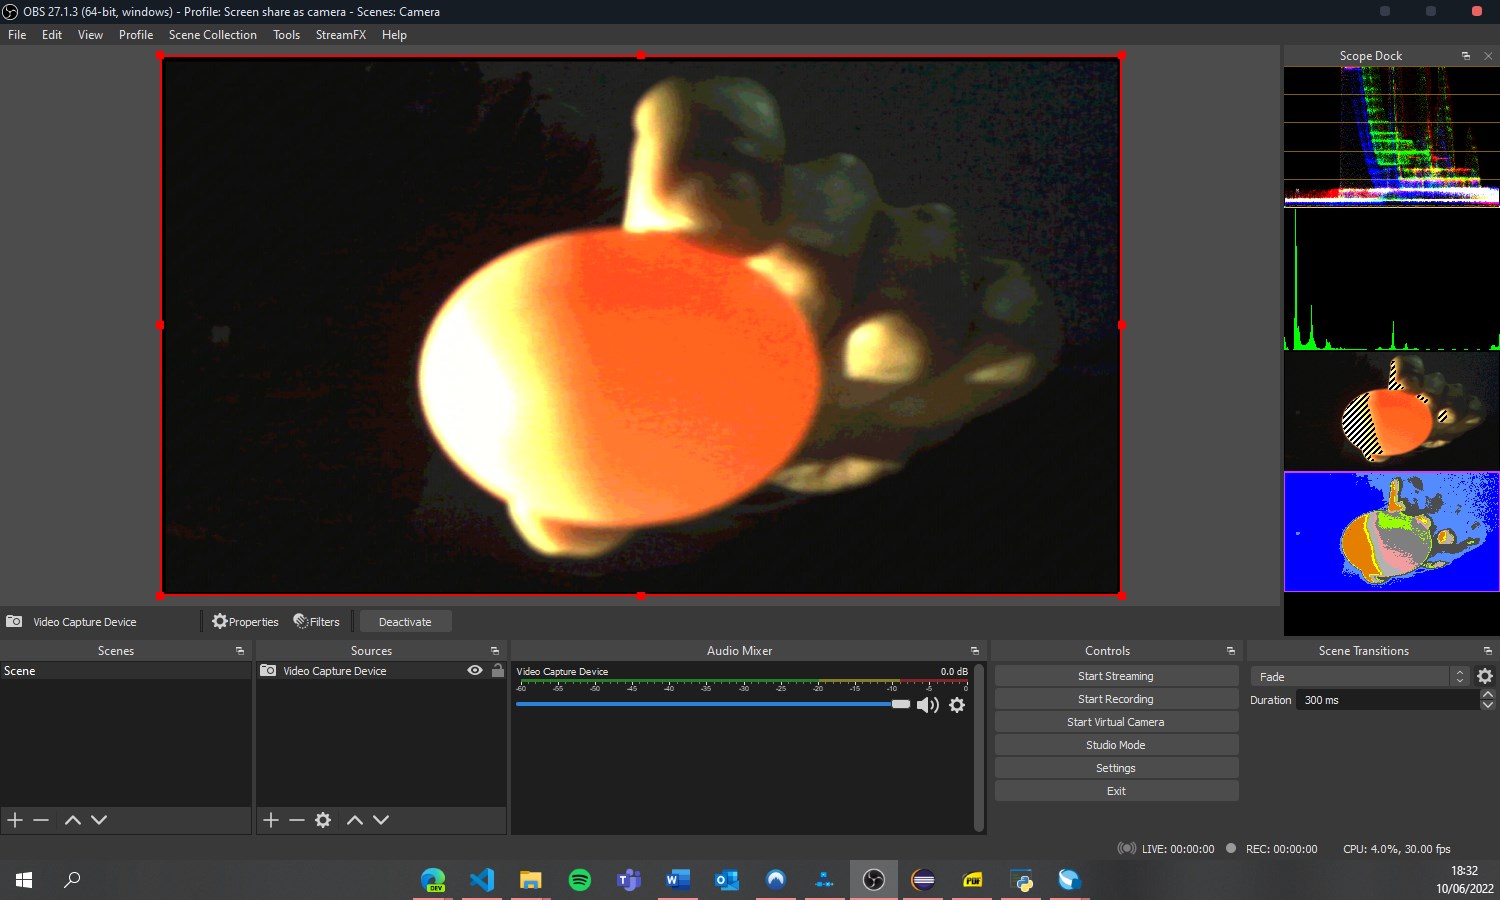 OBS 27.1.3 (64-bit, windows) - Profile: Screen share as camera - Scenes: Camera
File Edit View Profile Scene Collection Tools StreamFX Help
Scope Dock
Video Capture Device Properties Filters Deactivate
Scenes
Scene
Sources
Video Capture Device
Audio Mixer
Video Capture Device 0.0 dB
-60 -55 -50 -45 -40 -35 -30 -25 -20 -15 -10 -5 0
Controls
Start Streaming
Start Recording
Start Virtual Camera
Studio Mode
Settings
Exit
Scene Transitions
Fade
Duration 300 ms
LIVE: 00:00:00 REC: 00:00:00 CPU: 4.0%, 30.00 fps
DEV
W
PDF
18:32
10/06/2022